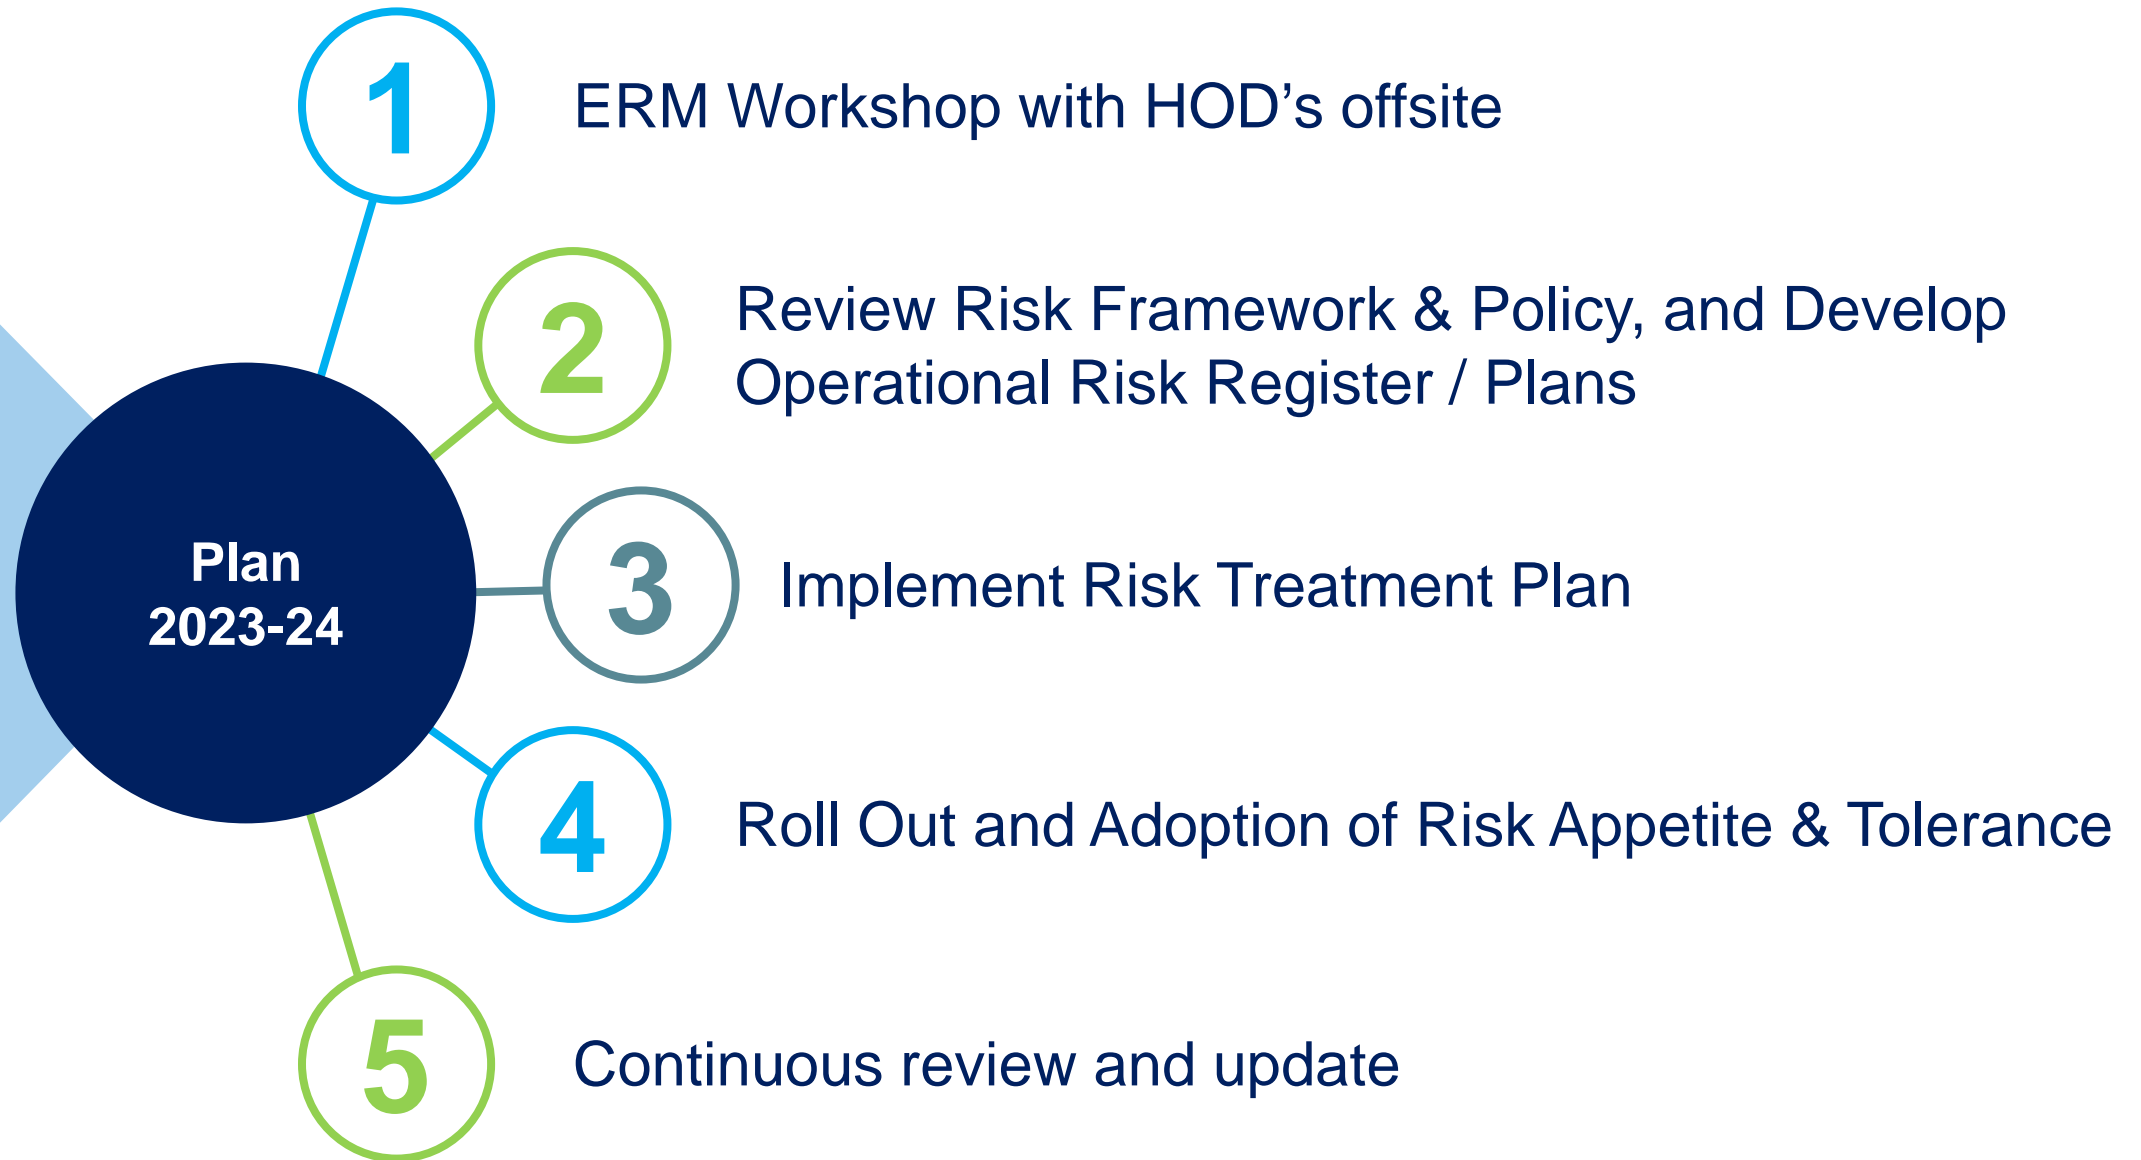 1
ERM Workshop with HOD’s offsite
2
Review Risk Framework & Policy, and Develop
Operational Risk Register / Plans
Plan
2023-24
3
Implement Risk Treatment Plan
4
Roll Out and Adoption of Risk Appetite & Tolerance
5
Continuous review and update